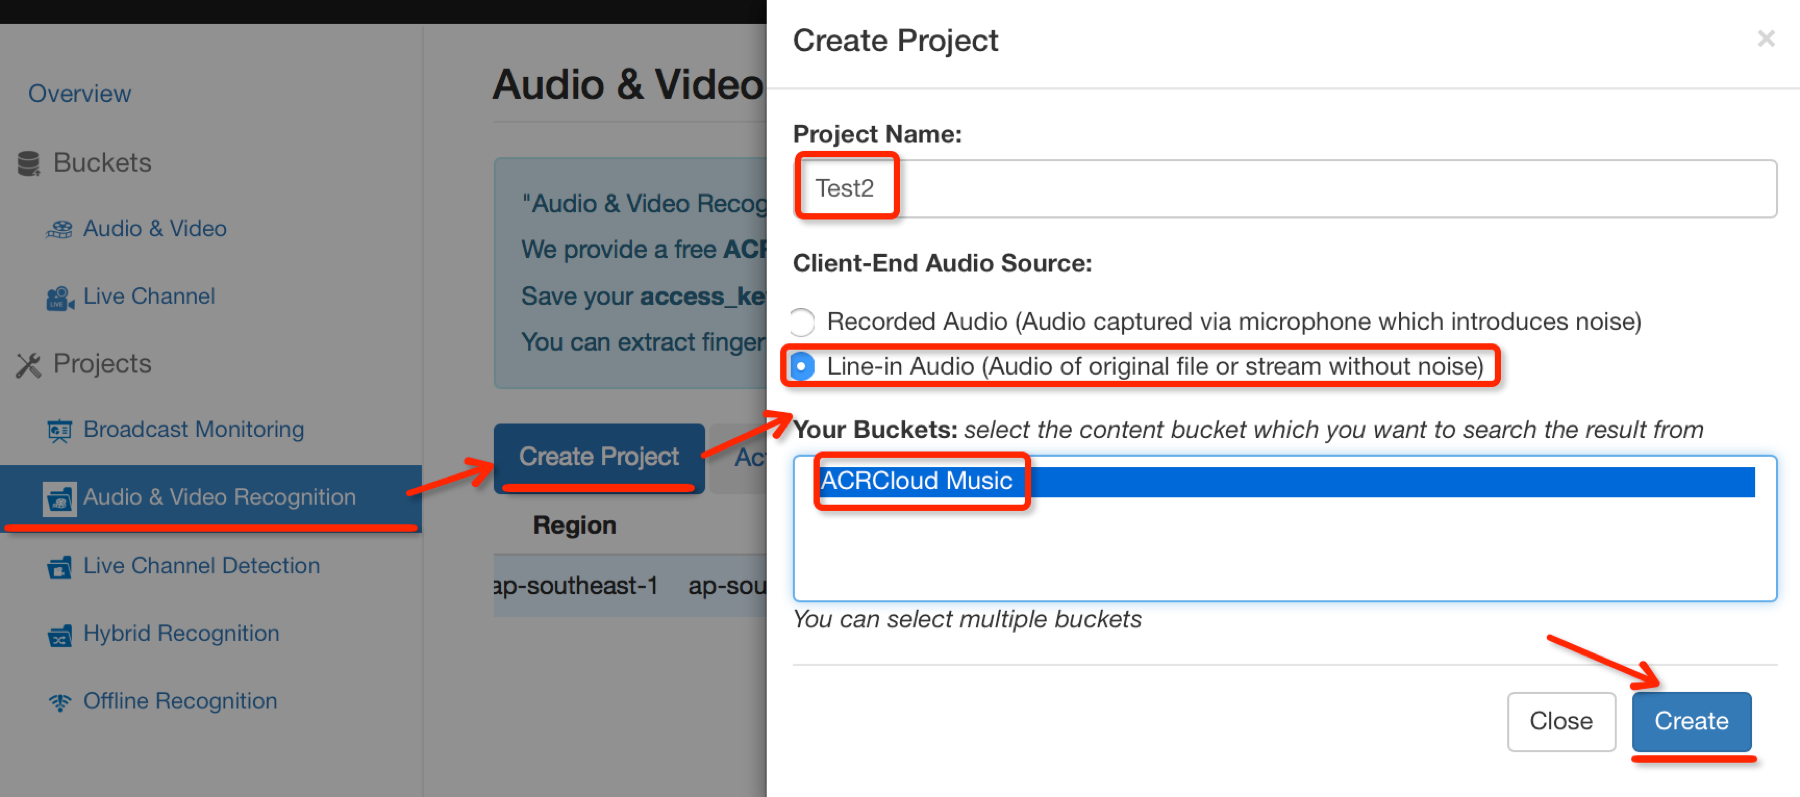 Overview
Buckets
Audio & Video
Live Channel
Projects
Broadcast Monitoring
Audio & Video Recognition
Live Channel Detection
Hybrid Recognition
Offline Recognition
Audio & Video
"Audio & Video Recog
We provide a free ACR
Save your access_ke
You can extract finger
Create Project
Ac
Region
ap-southeast-1 ap-sou
Create Project
×
Project Name:
Test2
Client-End Audio Source:
Recorded Audio (Audio captured via microphone which introduces noise)
Line-in Audio (Audio of original file or stream without noise)
Your Buckets: select the content bucket which you want to search the result from
ACRCloud Music
You can select multiple buckets
Close Create